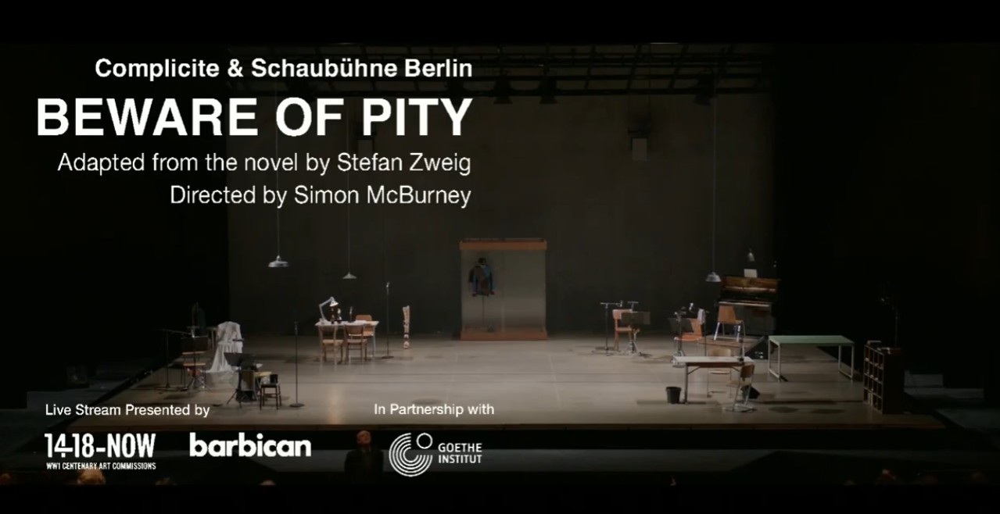 Complicite & Schaubühne Berlin
BEWARE OF PITY
Adapted from the novel by Stefan Zweig
Directed by Simon McBurney
Live Stream Presented by
In Partnership with
14-18-NOW
WW1 CENTENARY ART COMMISSIONS
barbican
GOETHE
INSTITUT